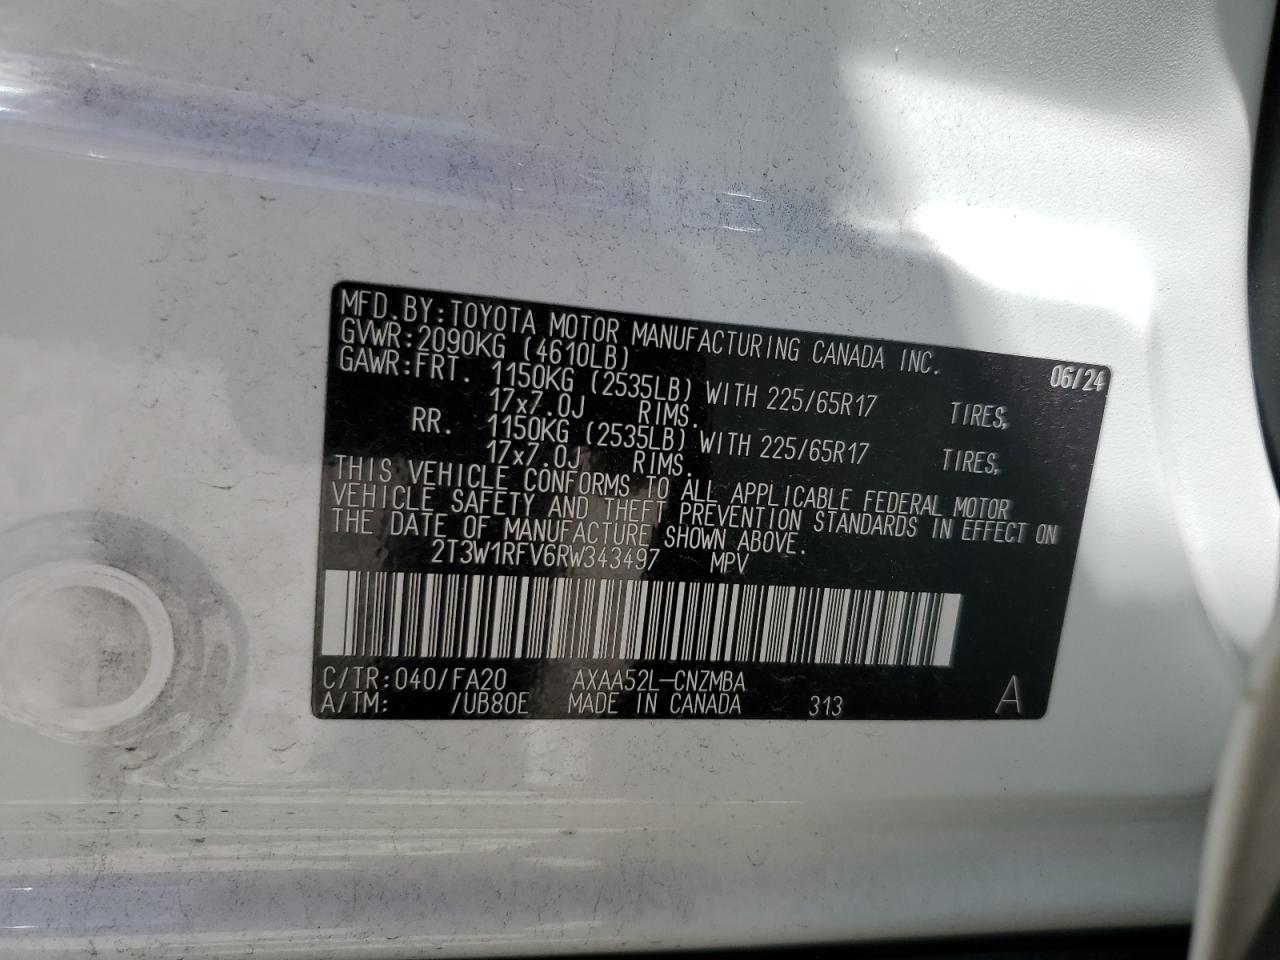 MFD.BY:TOYOTA MOTOR MANUFACTURING CANADA INC. 06/24
GVWR:2090KG (4610LB)
GAWR:FRT. 1150KG (2535LB) WITH 225/65R17 TIRES,
17x7.0J RIMS.
RR. 1150KG (2535LB) WITH 225/65R17 TIRES,
17x7.0J RIMS.
THIS VEHICLE CONFORMS TO ALL APPLICABLE FEDERAL MOTOR
VEHICLE SAFETY AND THEFT PREVENTION STANDARDS IN EFFECT ON
THE DATE OF MANUFACTURE SHOWN ABOVE.
2T3W1RFV6RW343497 MPV
C/TR:040/FA20 AXAA52L-CNZMBA
A/TM: /UB80E MADE IN CANADA 313 A